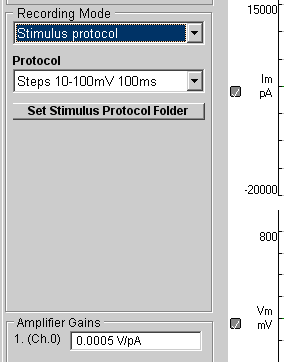 Recording Mode
Stimulus protocol
Protocol
Steps 10-100mV 100ms
Set Stimulus Protocol Folder
Amplifier Gains
1. (Ch.0) 0.0005 V/pA
15000
Im
pA
-20000
800
Vm
mV